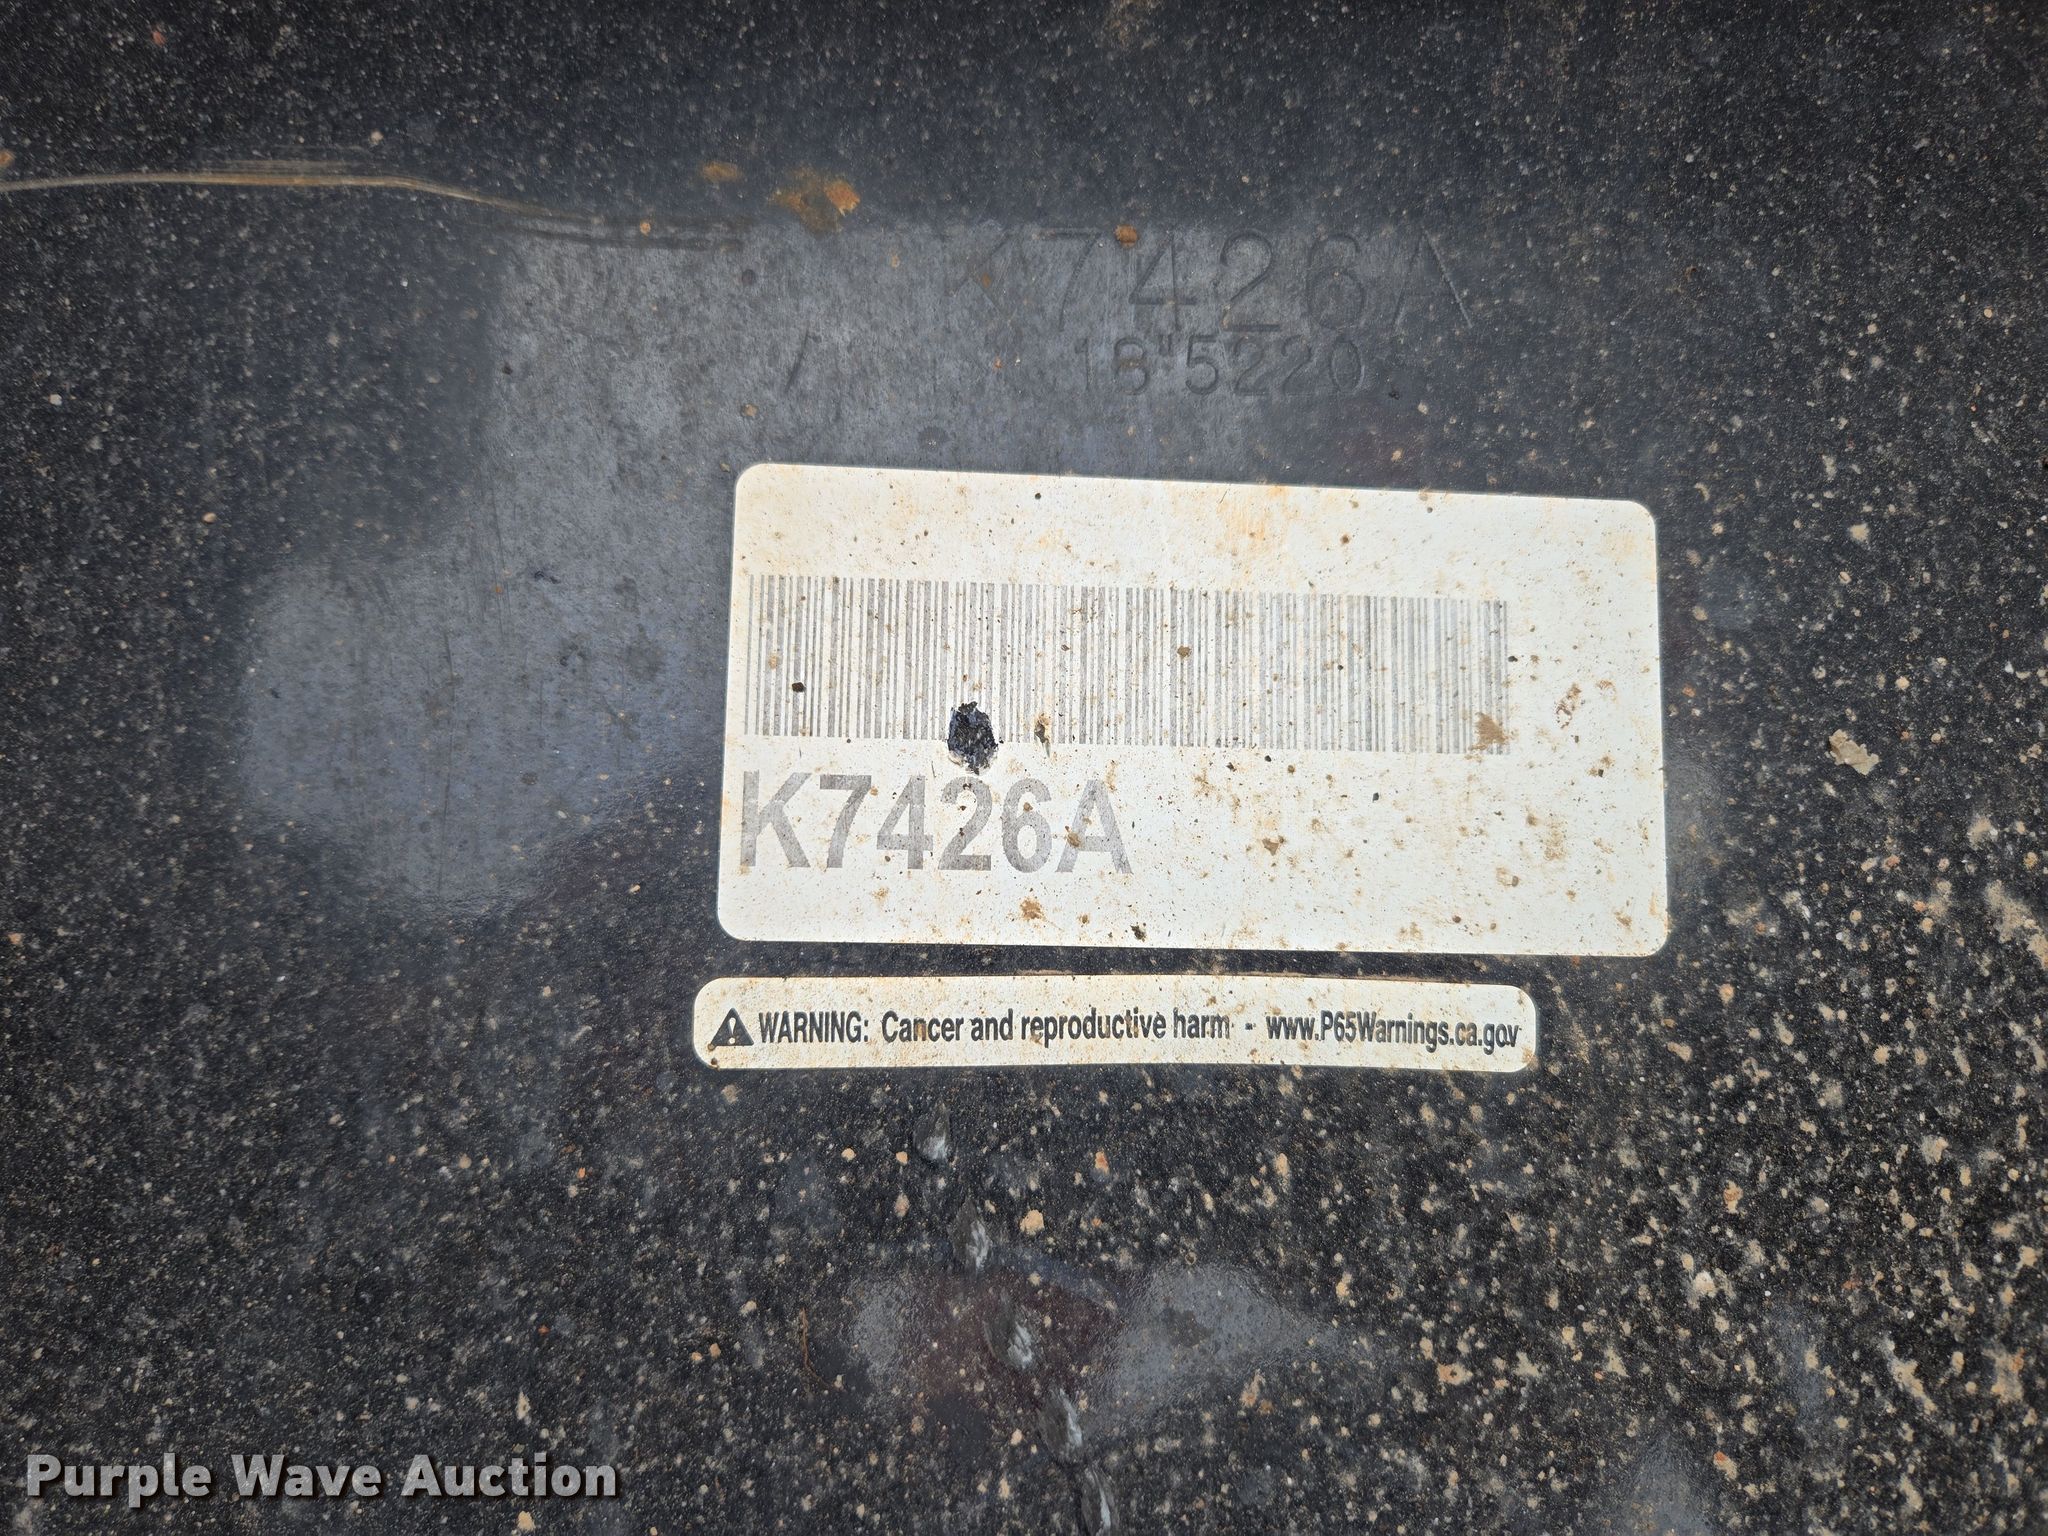 K7426A
18"5220
K7426A
WARNING: Cancer and reproductive harm - www.P65Warnings.ca.gov
Purple Wave Auction